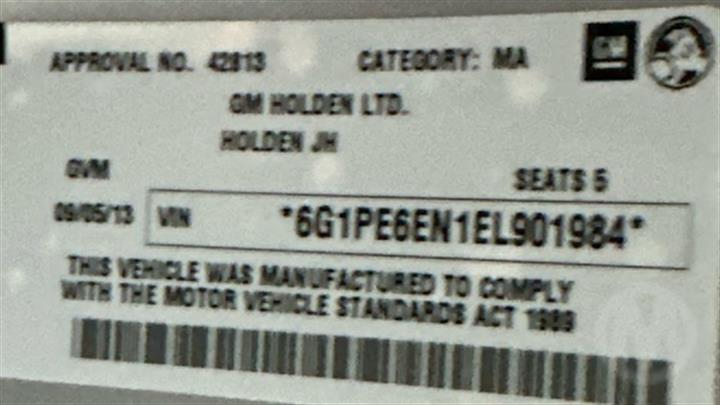 GM
APPROVAL NO. 42813 CATEGORY: MA
GM HOLDEN LTD.
HOLDEN JH
GVM SEATS 5
09/05/13 VIN *6G1PE6EN1EL901984*
THIS VEHICLE WAS MANUFACTURED TO COMPLY
WITH THE MOTOR VEHICLE STANDARDS ACT 1989